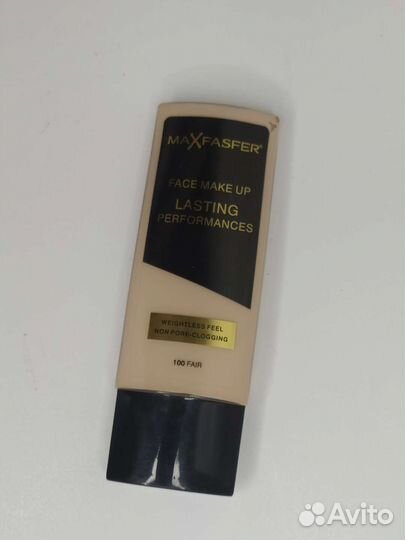 MAXFASFER®
FACE MAKE UP
LASTING
PERFORMANCES
WEIGHTLESS FEEL
NON PORE-CLOGGING
100 FAIR
Avito